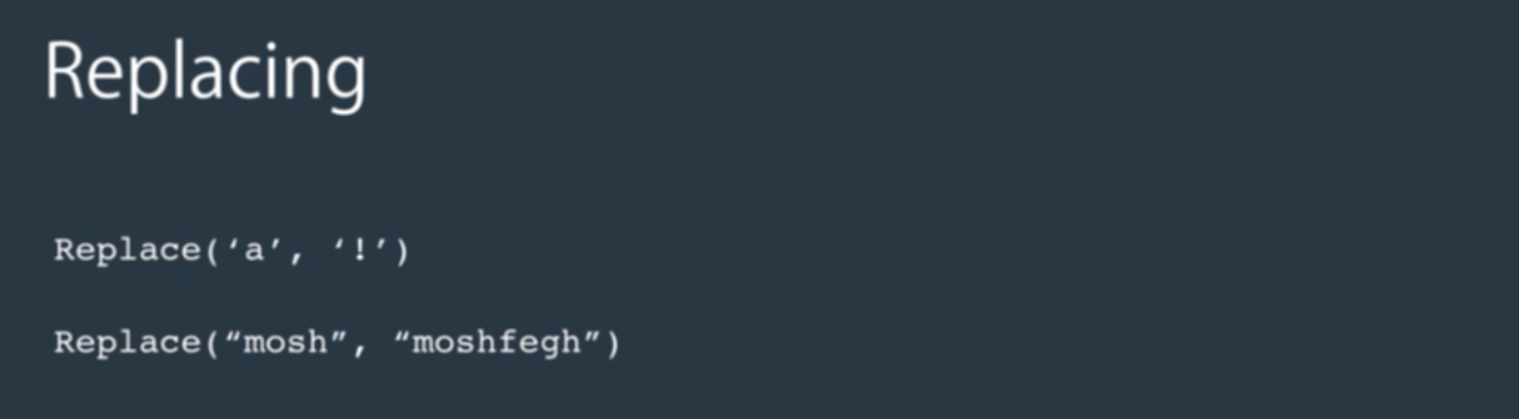 Replacing
Replace(‘a’, ‘!’)
Replace(“mosh”, “moshfegh”)